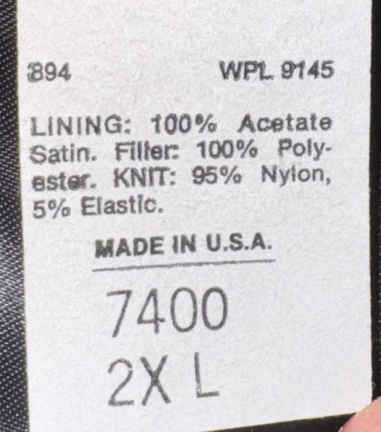 894 WPL 9145
LINING: 100% Acetate
Satin. Filler: 100% Poly-
ester. KNIT: 95% Nylon,
5% Elastic.
MADE IN U.S.A.
7400
2X L